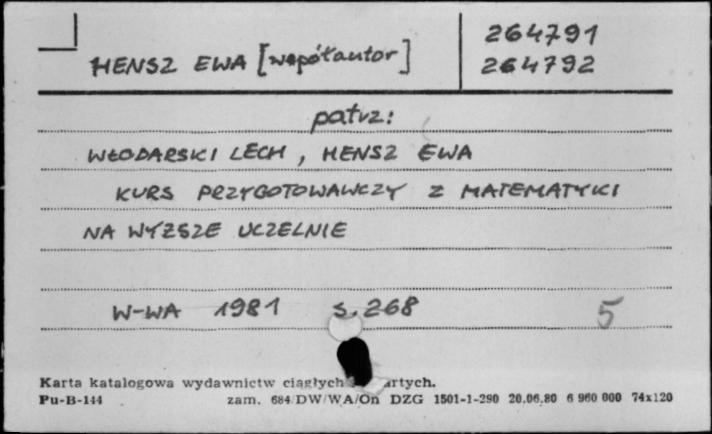 HENSZ EWA [współautor]
264791
264792
patrz:
WŁODARSKI LECH, HENSZ EWA
KURS PRZYGOTOWAWCZY Z MATEMATYKI
NA WYŻSZE UCZELNIE
W-WA 1981 s. 268 5
Karta katalogowa wydawnictw ciągłych
Pu-B-144 zam. 684/DW/WA/On DZG 1501-1-290 20.06.80 6 960 000 74x120